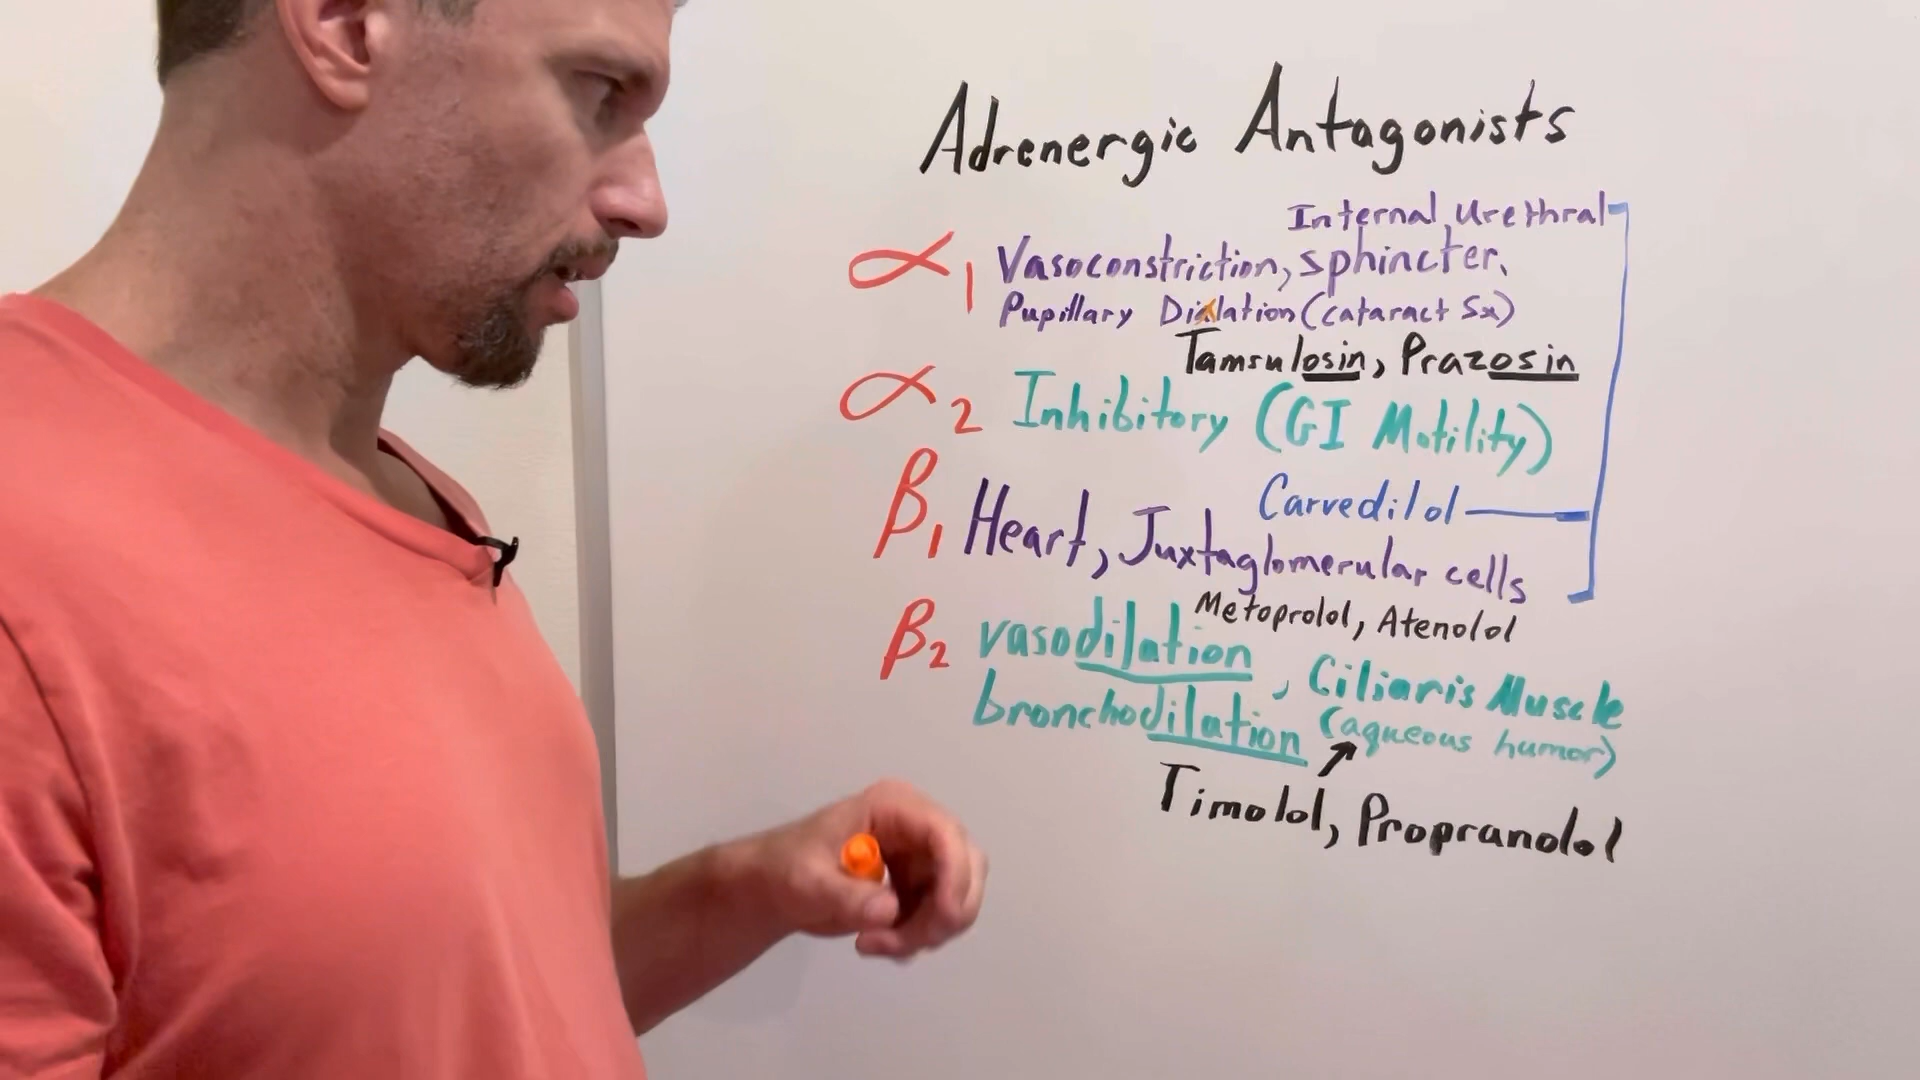 Adrenergic Antagonists
Internal Urethral
α1 Vasoconstriction, sphincter,
Pupillary Dialation (Cataract Sx)
Tamsulosin, Prazosin
α2 Inhibitory (GI Motility)
Carvedilol
β1 Heart, Juxtaglomerular cells
Metoprolol, Atenolol
β2 vasodilation, Ciliaris Muscle
bronchodilation (aqueous humor)
Timolol, Propranolol